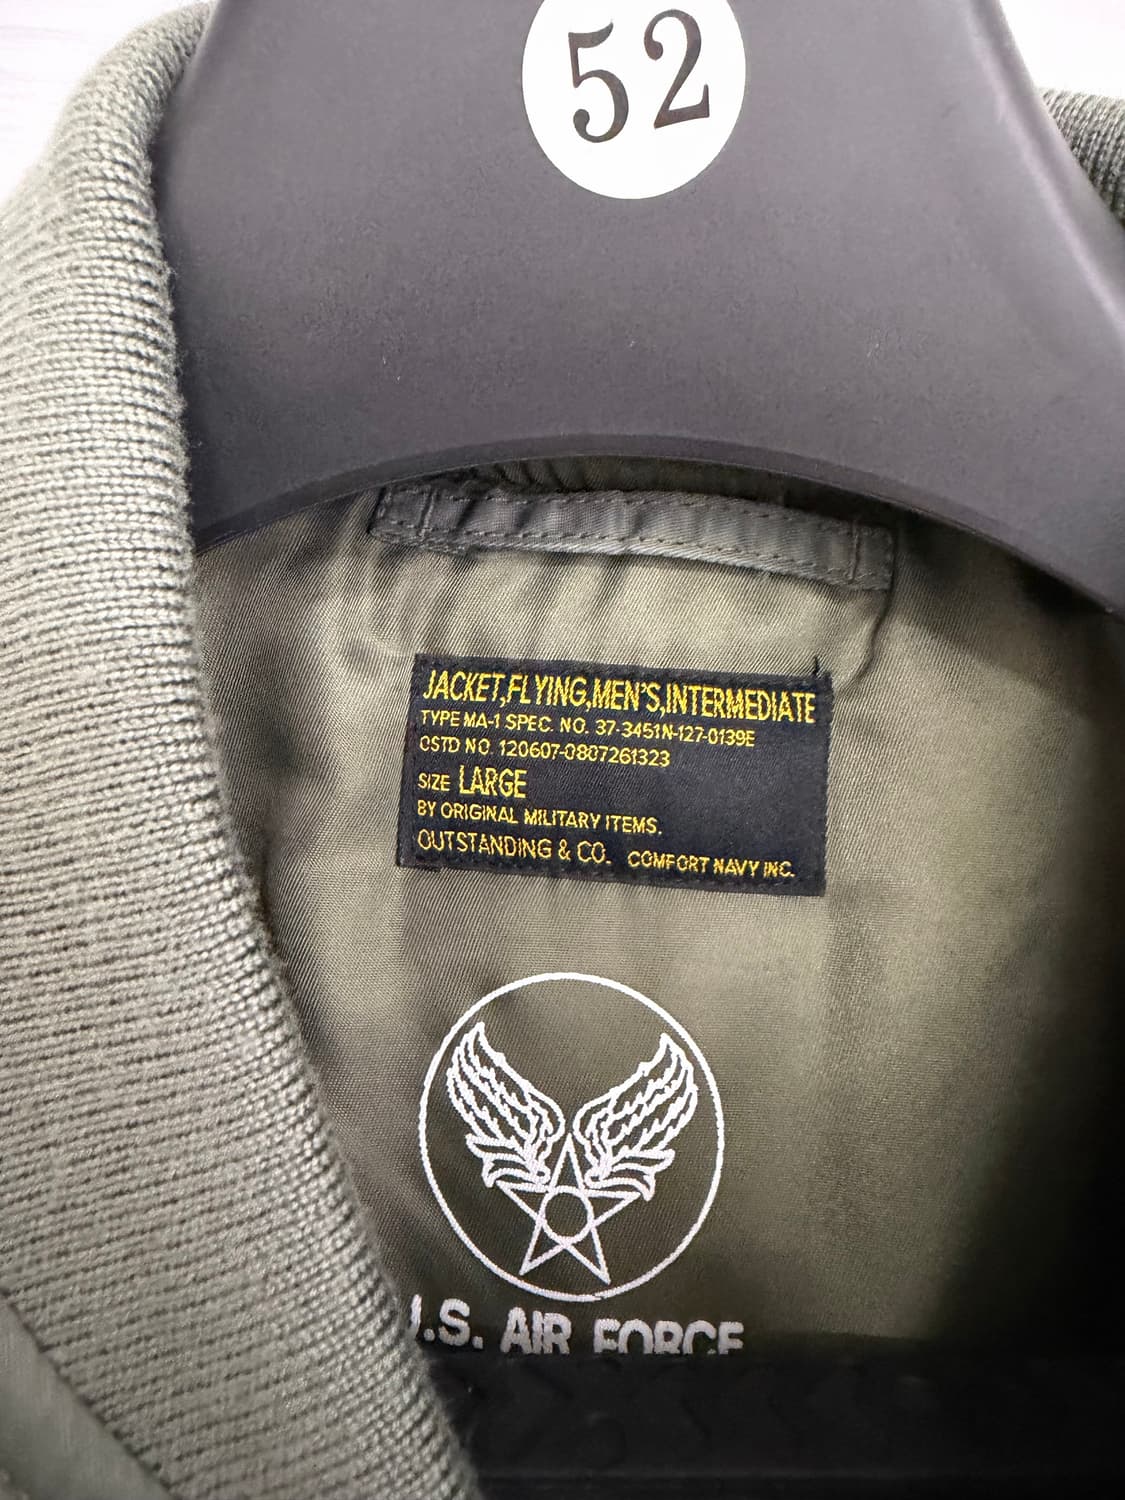 52
JACKET,FLYING,MEN'S,INTERMEDIATE
TYPE MA-1 SPEC. NO. 37-3451N-127-0139E
CSTD NO. 120607-0807261323
SIZE LARGE
BY ORIGINAL MILITARY ITEMS.
OUTSTANDING & CO. COMFORT NAVY INC.
U.S. AIR FORCE